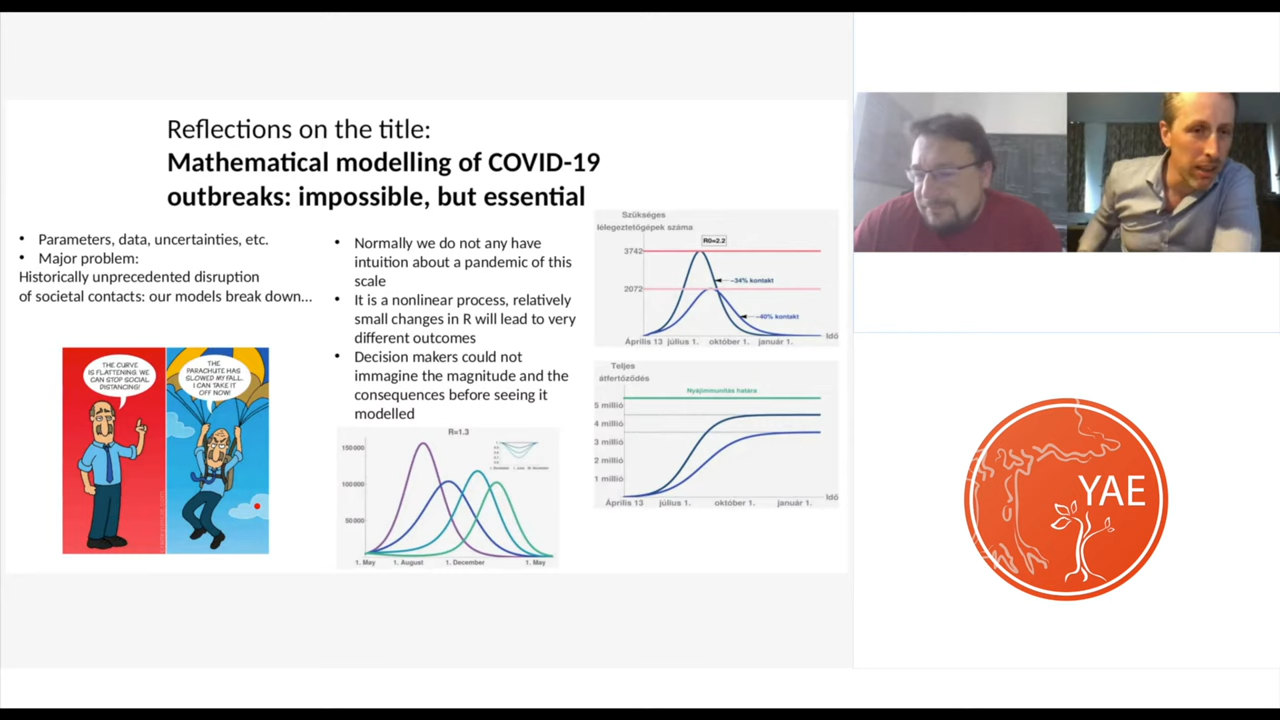 Reflections on the title:
Mathematical modelling of COVID-19
outbreaks: impossible, but essential
• Parameters, data, uncertainties, etc.
• Major problem:
Historically unprecedented disruption
of societal contacts: our models break down...
THE CURVE
IS FLATTENING. WE
CAN STOP SOCIAL
DISTANCING!
THE
PARACHUTE HAS
SLOWED MY FALL.
I CAN TAKE IT
OFF NOW!
• Normally we do not any have
intuition about a pandemic of this
scale
• It is a nonlinear process, relatively
small changes in R will lead to very
different outcomes
• Decision makers could not
immagine the magnitude and the
consequences before seeing it
modelled
R=1.3
150000
100000
50000
1. May 1. August 1. December 1. May
Szükséges
lélegeztetőgépek száma
R0=2.2
3742
-34% kontakt
2072
-40% kontakt
Idő
Április 13 július 1. október 1. január 1.
Teljes
átfertőződés
Nyájimmunitás határa
5 millió
4 millió
3 millió
2 millió
1 millió
Idő
Április 13 július 1. október 1. január 1.
YAE